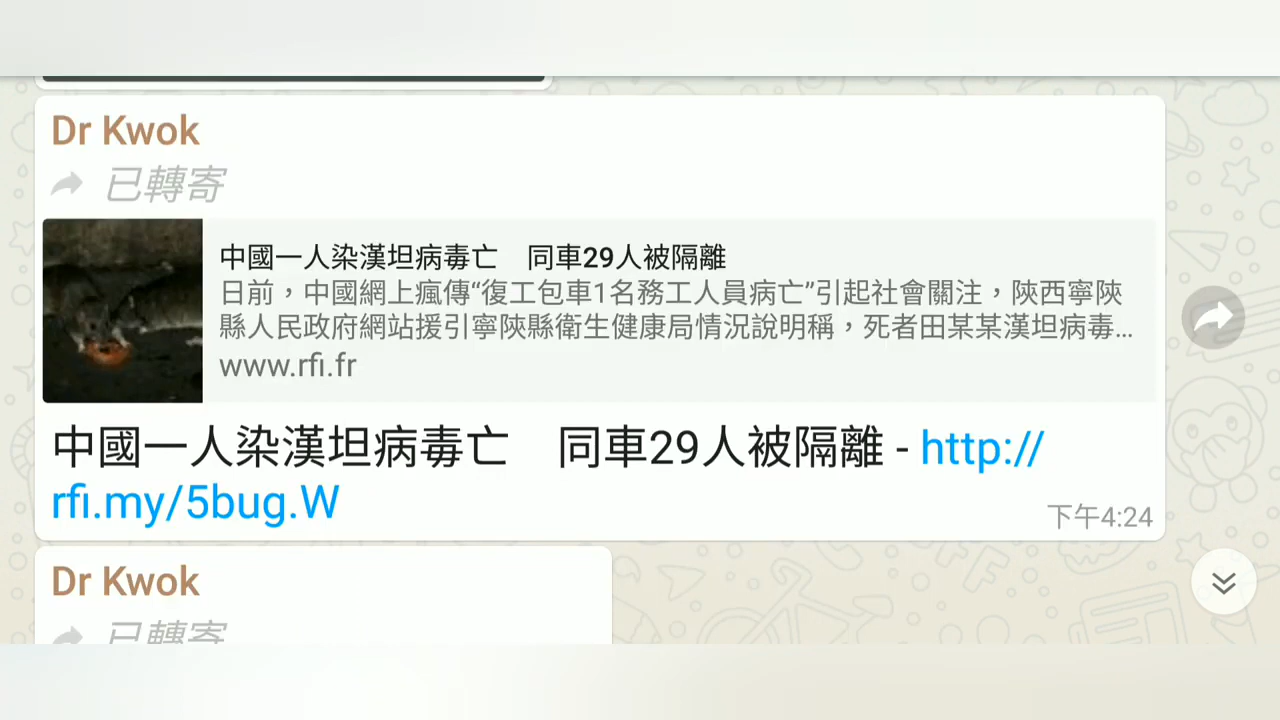 Dr Kwok
已轉寄
中國一人染漢坦病毒亡　同車29人被隔離
日前，中國網上瘋傳“復工包車1名務工人員病亡”引起社會關注，陝西寧陝
縣人民政府網站援引寧陝縣衛生健康局情況說明稱，死者田某某漢坦病毒...
www.rfi.fr
中國一人染漢坦病毒亡　同車29人被隔離 - http://
rfi.my/5bug.W
下午4:24
Dr Kwok
已轉寄